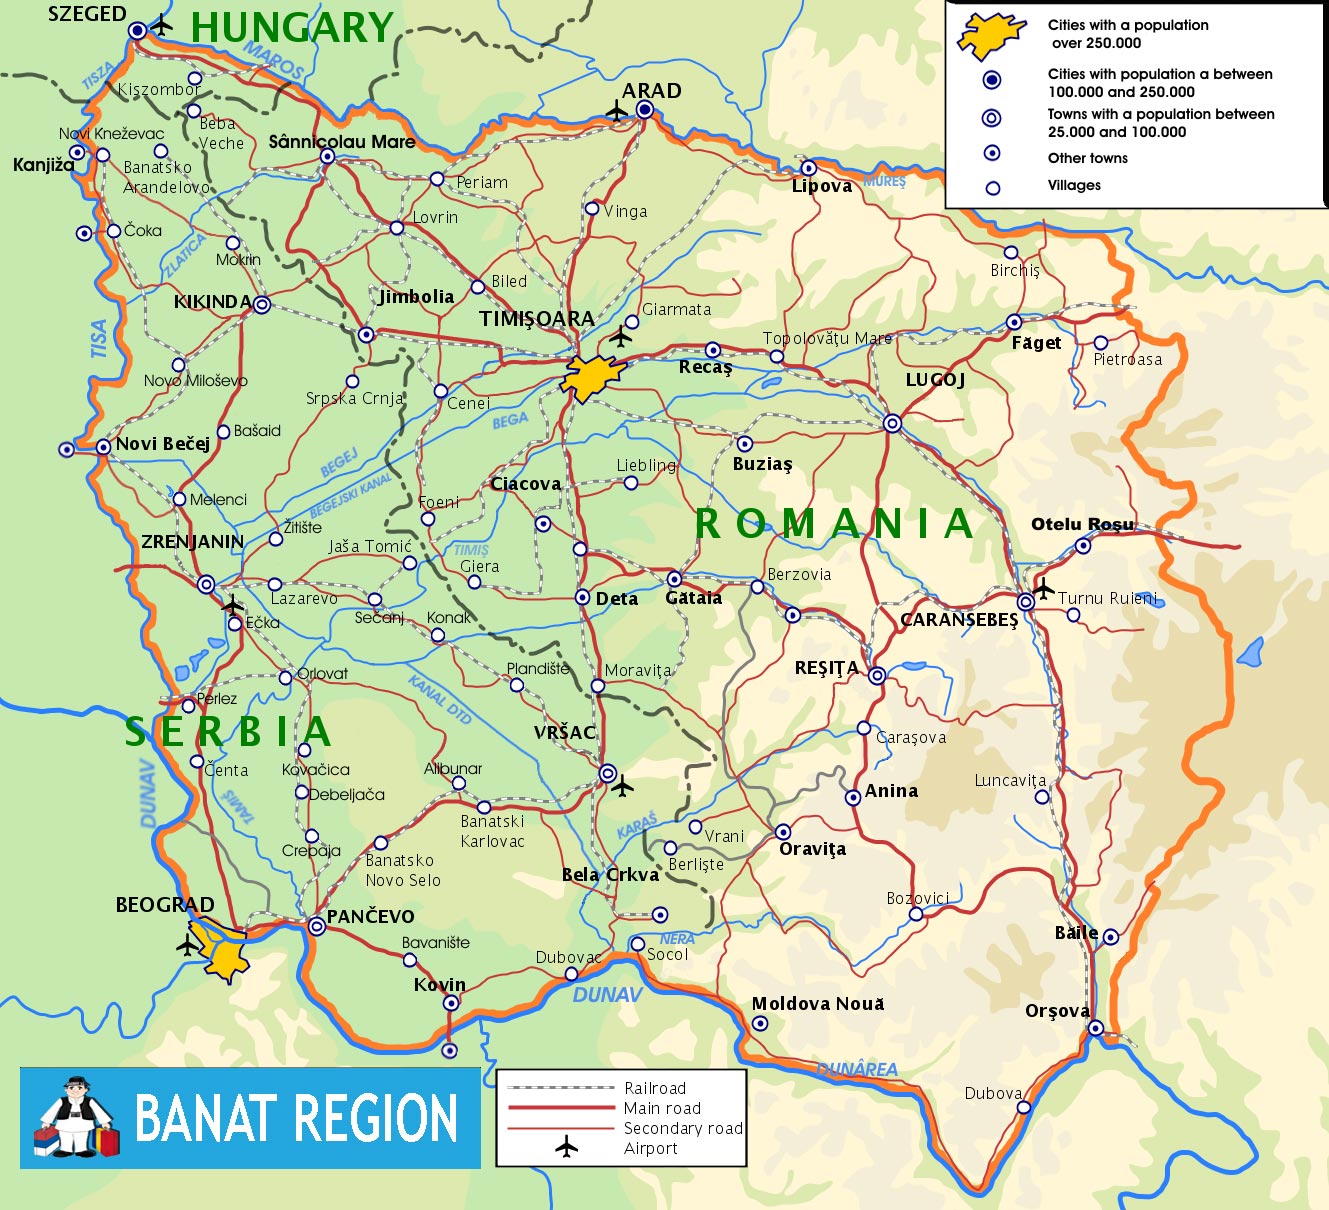 SZEGED
HUNGARY
MAROS
TISZA
Kiszombor
Beba
Veche
ARAD
Cities with a population
over 250.000
Cities with population a between
100.000 and 250.000
Towns with a population between
25.000 and 100.000
Other towns
Villages
Novi Kneževac
Kanjiža
Banatsko
Arandelovo
Sânnicolau Mare
Periam
Lipova
MUREȘ
Čoka
Lovrin
Vinga
ZLATICA
Mokrin
Birchiş
KIKINDA
Jimbolia
Biled
TIMIŞOARA
Giarmata
TISA
Topolovăţu Mare
Făget
Pietroasa
Recaş
LUGOJ
Novo Miloševo
Srpska Crnja
Cenei
BEGA
Novi Bečej
Bašaid
BEGEJ
BEGEJSKI KANAL
Buziaş
Liebling
Ciacova
Melenci
Foeni
ROMANIA
Otelu Roşu
ZRENJANIN
Žitište
Jaša Tomić
TIMIŞ
Giera
Berzovia
Lazarevo
Sečanj
Deta
Gătaia
Turnu Ruieni
Ečka
Konak
CARANSEBEŞ
Orlovat
Plandište
Moraviţa
REŞIŢA
KANAL DTD
Perlez
SERBIA
VRŠAC
Caraşova
Čenta
Kovačica
Alibunar
Luncaviţa
DUNAV
Debeljača
TAMIŠ
Anina
Banatski
Karlovac
KARAŠ
Vrani
Crepaja
Banatsko
Novo Selo
Berlişte
Oraviţa
Bela Crkva
BEOGRAD
PANČEVO
Bozovici
Băile
Bavanište
NERA
Dubovac
Socol
Kovin
DUNAV
Moldova Nouă
Orşova
DUNÂREA
BANAT REGION
Railroad
Main road
Secondary road
Airport
Dubova